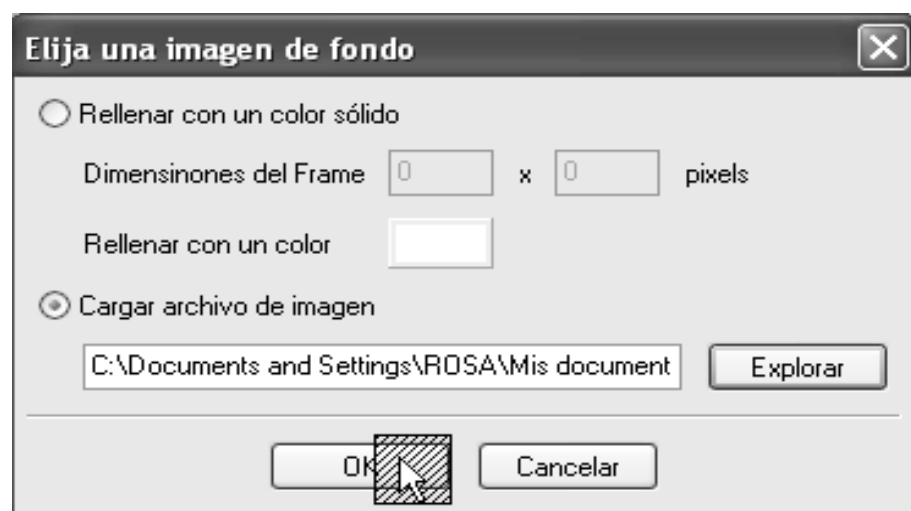 Elija una imagen de fondo
Rellenar con un color sólido
Dimensinones del Frame 0 x 0 pixels
Rellenar con un color
Cargar archivo de imagen
C:\Documents and Settings\ROSA\Mis document Explorar
OK Cancelar